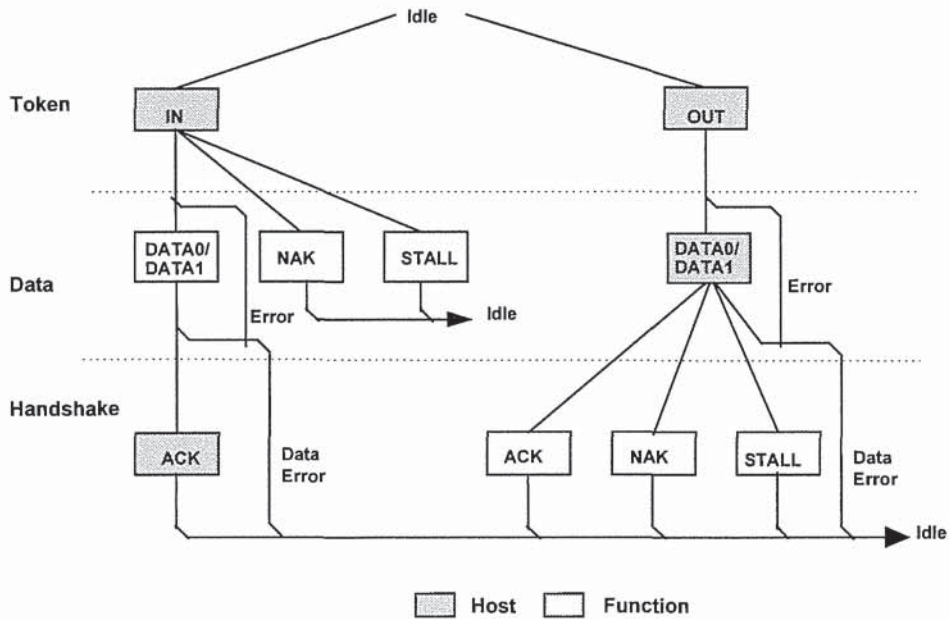 Idle
Token
IN
OUT
DATA0/
DATA1
NAK
STALL
DATA0/
DATA1
Data
Error
Idle
Error
Handshake
ACK
Data
Error
ACK
NAK
STALL
Data
Error
Idle
Host
Function